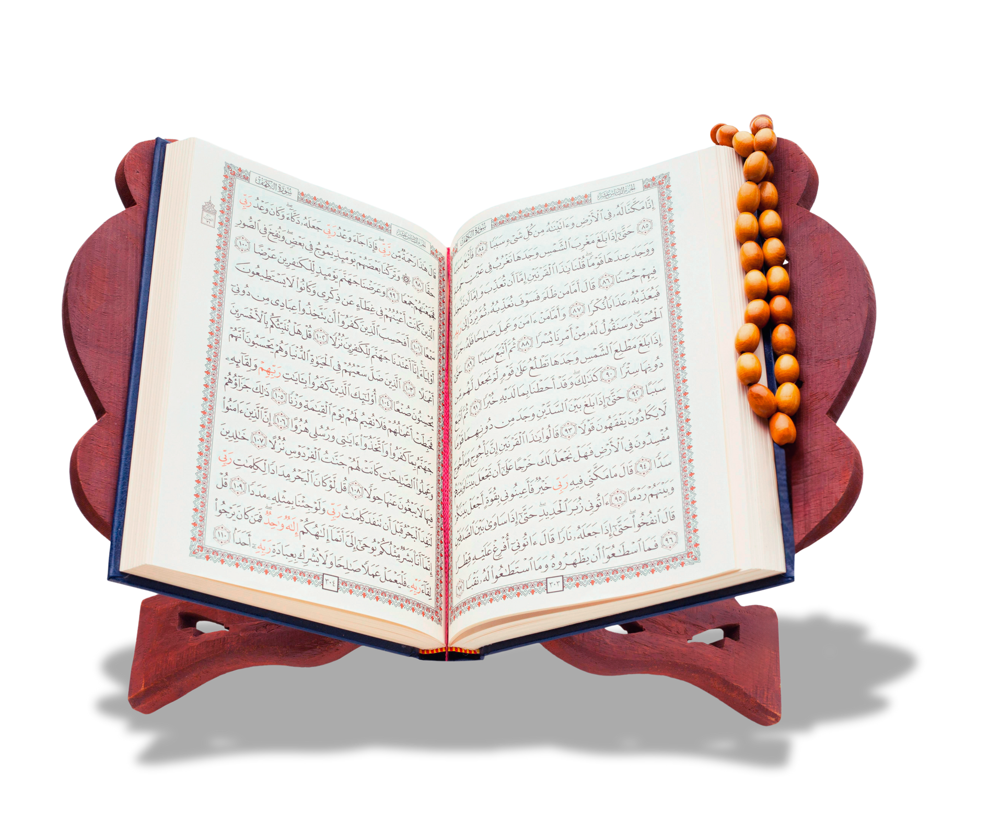 الجزء السادس عشر
سورة الكهف
إِنَّا مَكَّنَّا لَهُۥ فِى ٱلْأَرْضِ وَءَاتَيْنَٰهُ مِن كُلِّ شَىْءٍ سَبَبًا ٨٤ فَأَتْبَعَ سَبَبًا
٨٥ حَتَّىٰٓ إِذَا بَلَغَ مَغْرِبَ ٱلشَّمْسِ وَجَدَهَا تَغْرُبُ فِى عَيْنٍ حَمِئَةٍ
وَوَجَدَ عِندَهَا قَوْمًاۗ قُلْنَا يَٰذَا ٱلْقَرْنَيْنِ إِمَّآ أَن تُعَذِّبَ وَإِمَّآ أَن تَتَّخِذَ
فِيهِمْ حُسْنًا ٨٦ قَالَ أَمَّا مَن ظَلَمَ فَسَوْفَ نُعَذِّبُهُۥ ثُمَّ يُرَدُّ إِلَىٰ رَبِّهِۦ
فَيُعَذِّبُهُۥ عَذَابًا نُّكْرًا ٨٧ وَأَمَّا مَنْ ءَامَنَ وَعَمِلَ صَٰلِحًا فَلَهُۥ جَزَآءً
ٱلْحُسْنَىٰۖ وَسَنَقُولُ لَهُۥ مِنْ أَمْرِنَا يُسْرًا ٨٨ ثُمَّ أَتْبَعَ سَبَبًا ٨٩ حَتَّىٰٓ
إِذَا بَلَغَ مَطْلِعَ ٱلشَّمْسِ وَجَدَهَا تَطْلُعُ عَلَىٰ قَوْمٍ لَّمْ نَجْعَل لَّهُم مِّن
دُونِهَا سِتْرًا ٩٠ كَذَٰلِكَۖ وَقَدْ أَحَطْنَا بِمَا لَدَيْهِ خُبْرًا ٩١ ثُمَّ أَتْبَعَ
سَبَبًا ٩٢ حَتَّىٰٓ إِذَا بَلَغَ بَيْنَ ٱلسَّدَّيْنِ وَجَدَ مِن دُونِهِمَا قَوْمًا
لَّا يَكَادُونَ يَفْقَهُونَ قَوْلًا ٩٣ قَالُوا۟ يَٰذَا ٱلْقَرْنَيْنِ إِنَّ يَأْجُوجَ وَمَأْجُوجَ
مُفْسِدُونَ فِى ٱلْأَرْضِ فَهَلْ نَجْعَلُ لَكَ خَرْجًا عَلَىٰٓ أَن تَجْعَلَ بَيْنَنَا وَبَيْنَهُمْ
سَدًّا ٩٤ قَالَ مَا مَكَّنِّى فِيهِ رَبِّى خَيْرٌ فَأَعِينُونِى بِقُوَّةٍ أَجْعَلْ بَيْنَكُمْ
وَبَيْنَهُمْ رَدْمًا ٩٥ ءَاتُونِى زُبَرَ ٱلْحَدِيدِۖ حَتَّىٰٓ إِذَا سَاوَىٰ بَيْنَ ٱلصَّدَفَيْنِ
قَالَ ٱنفُخُوا۟ۖ حَتَّىٰٓ إِذَا جَعَلَهُۥ نَارًا قَالَ ءَاتُونِىٓ أُفْرِغْ عَلَيْهِ قِطْرًا
٩٦ فَمَا ٱسْطَٰعُوٓا۟ أَن يَظْهَرُوهُ وَمَا ٱسْتَطَٰعُوا۟ لَهُۥ نَقْبًا ٩٧
٣٠٣
الجزء السادس عشر
سورة الكهف
قَالَ هَٰذَا رَحْمَةٌ مِّن رَّبِّىۖ فَإِذَا جَآءَ وَعْدُ رَبِّى جَعَلَهُۥ دَكَّآءَۖ وَكَانَ وَعْدُ رَبِّى
حَقًّا ٩٨ ۞ وَتَرَكْنَا بَعْضَهُمْ يَوْمَئِذٍ يَمُوجُ فِى بَعْضٍۖ وَنُفِخَ فِى ٱلصُّورِ
فَجَمَعْنَٰهُمْ جَمْعًا ٩٩ وَعَرَضْنَا جَهَنَّمَ يَوْمَئِذٍ لِّلْكَٰفِرِينَ عَرْضًا ١٠٠
ٱلَّذِينَ كَانَتْ أَعْيُنُهُمْ فِى غِطَآءٍ عَن ذِكْرِى وَكَانُوا۟ لَا يَسْتَطِيعُونَ
سَمْعًا ١٠١ أَفَحَسِبَ ٱلَّذِينَ كَفَرُوٓا۟ أَن يَتَّخِذُوا۟ عِبَادِى مِن دُونِىٓ
أَوْلِيَآءَۚ إِنَّآ أَعْتَدْنَا جَهَنَّمَ لِلْكَٰفِرِينَ نُزُلًا ١٠٢ قُلْ هَلْ نُنَبِّئُكُم بِٱلْأَخْسَرِينَ
أَعْمَٰلًا ١٠٣ ٱلَّذِينَ ضَلَّ سَعْيُهُمْ فِى ٱلْحَيَوٰةِ ٱلدُّنْيَا وَهُمْ يَحْسَبُونَ أَنَّهُمْ
يُحْسِنُونَ صُنْعًا ١٠٤ أُو۟لَٰٓئِكَ ٱلَّذِينَ كَفَرُوا۟ بِـَٔايَٰتِ رَبِّهِمْ وَلِقَآئِهِۦ
فَحَبِطَتْ أَعْمَٰلُهُمْ فَلَا نُقِيمُ لَهُمْ يَوْمَ ٱلْقِيَٰمَةِ وَزْنًا ١٠٥ ذَٰلِكَ جَزَآؤُهُمْ
جَهَنَّمُ بِمَا كَفَرُوا۟ وَٱتَّخَذُوٓا۟ ءَايَٰتِى وَرُسُلِى هُزُوًا ١٠٦ إِنَّ ٱلَّذِينَ ءَامَنُوا۟
وَعَمِلُوا۟ ٱلصَّٰلِحَٰتِ كَانَتْ لَهُمْ جَنَّٰتُ ٱلْفِرْدَوْسِ نُزُلًا ١٠٧ خَٰلِدِينَ
فِيهَا لَا يَبْغُونَ عَنْهَا حِوَلًا ١٠٨ قُل لَّوْ كَانَ ٱلْبَحْرُ مِدَادًا لِّكَلِمَٰتِ رَبِّى
لَنَفِدَ ٱلْبَحْرُ قَبْلَ أَن تَنفَدَ كَلِمَٰتُ رَبِّى وَلَوْ جِئْنَا بِمِثْلِهِۦ مَدَدًا ١٠٩ قُلْ
إِنَّمَآ أَنَا۠ بَشَرٌ مِّثْلُكُمْ يُوحَىٰٓ إِلَىَّ أَنَّمَآ إِلَٰهُكُمْ إِلَٰهٌ وَٰحِدٌۖ فَمَن كَانَ يَرْجُوا۟
لِقَآءَ رَبِّهِۦ فَلْيَعْمَلْ عَمَلًا صَٰلِحًا وَلَا يُشْرِكْ بِعِبَادَةِ رَبِّهِۦٓ أَحَدًۢا ١١٠
٣٠٤